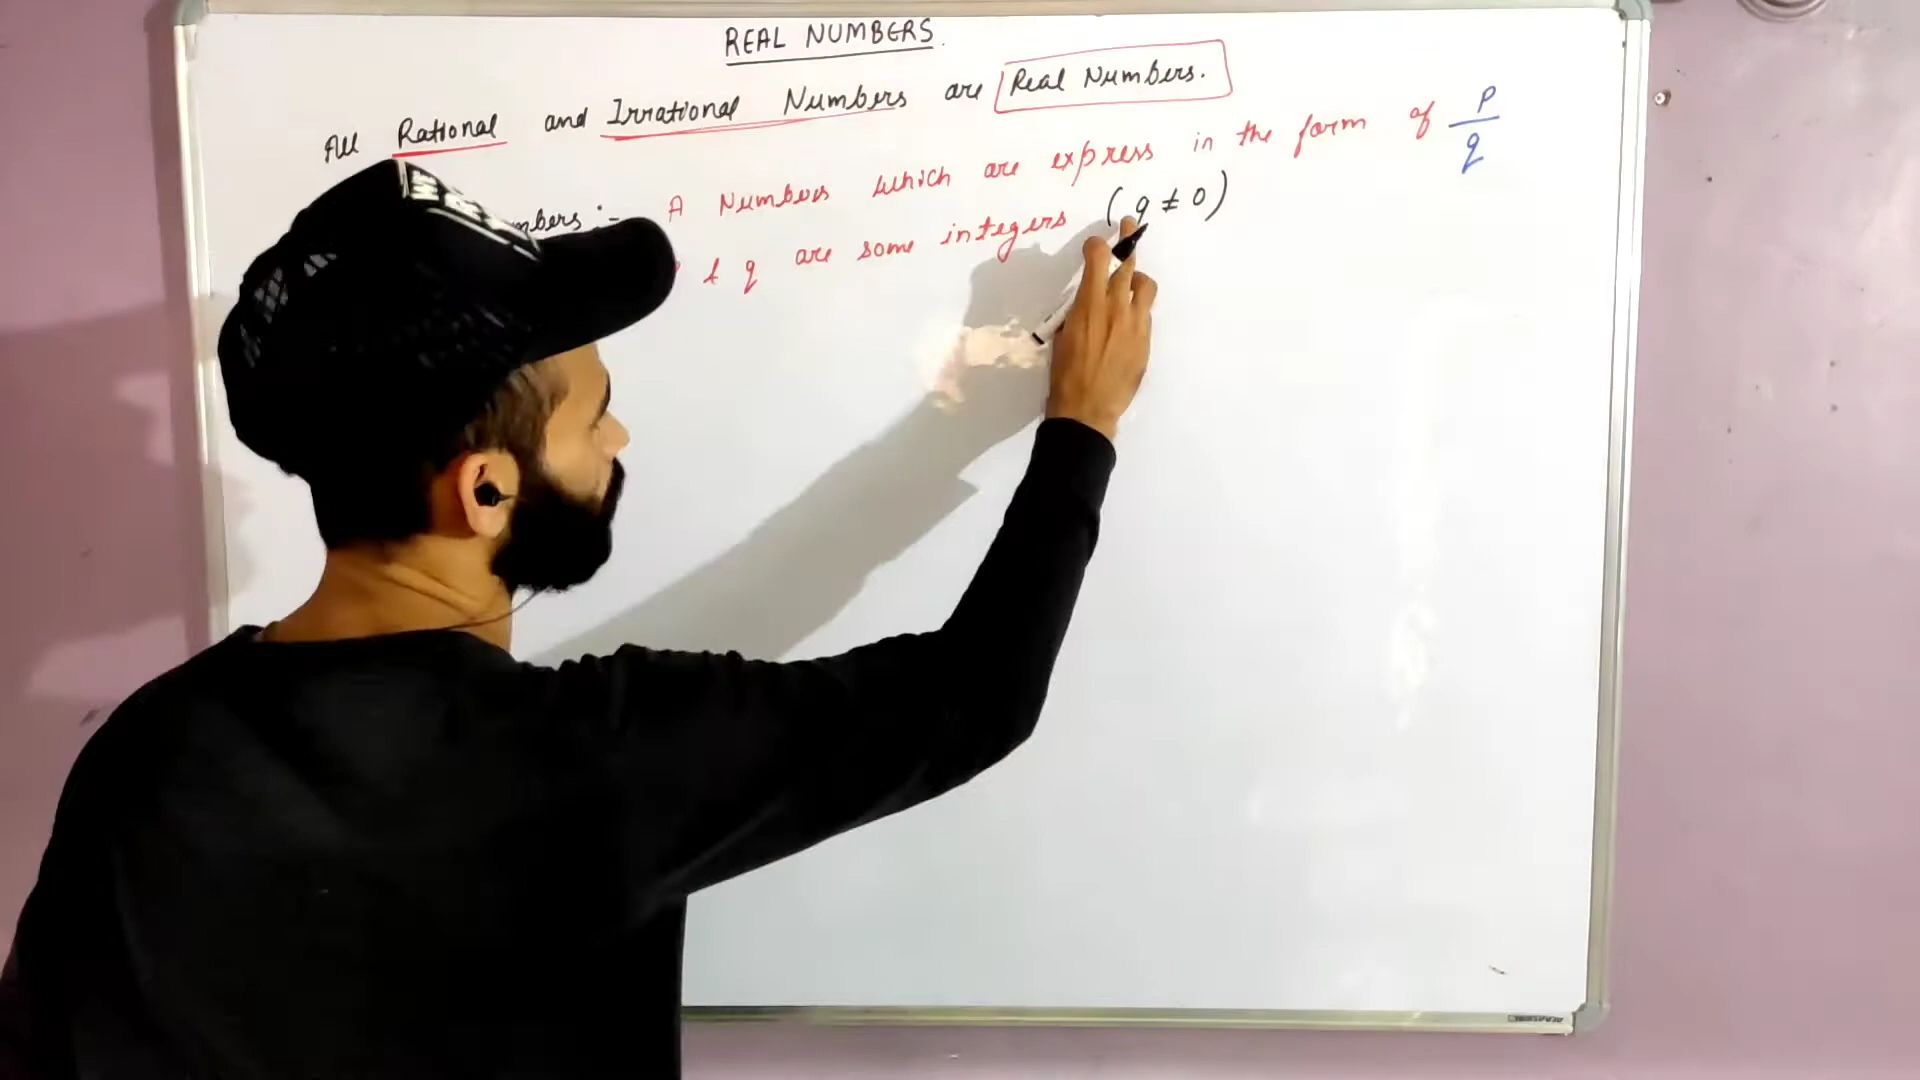 REAL NUMBERS.
All Rational and Irrational Numbers are Real Numbers.
mbers :- A Numbers which are express in the form of P/q
& q are some integers (q ≠ 0)